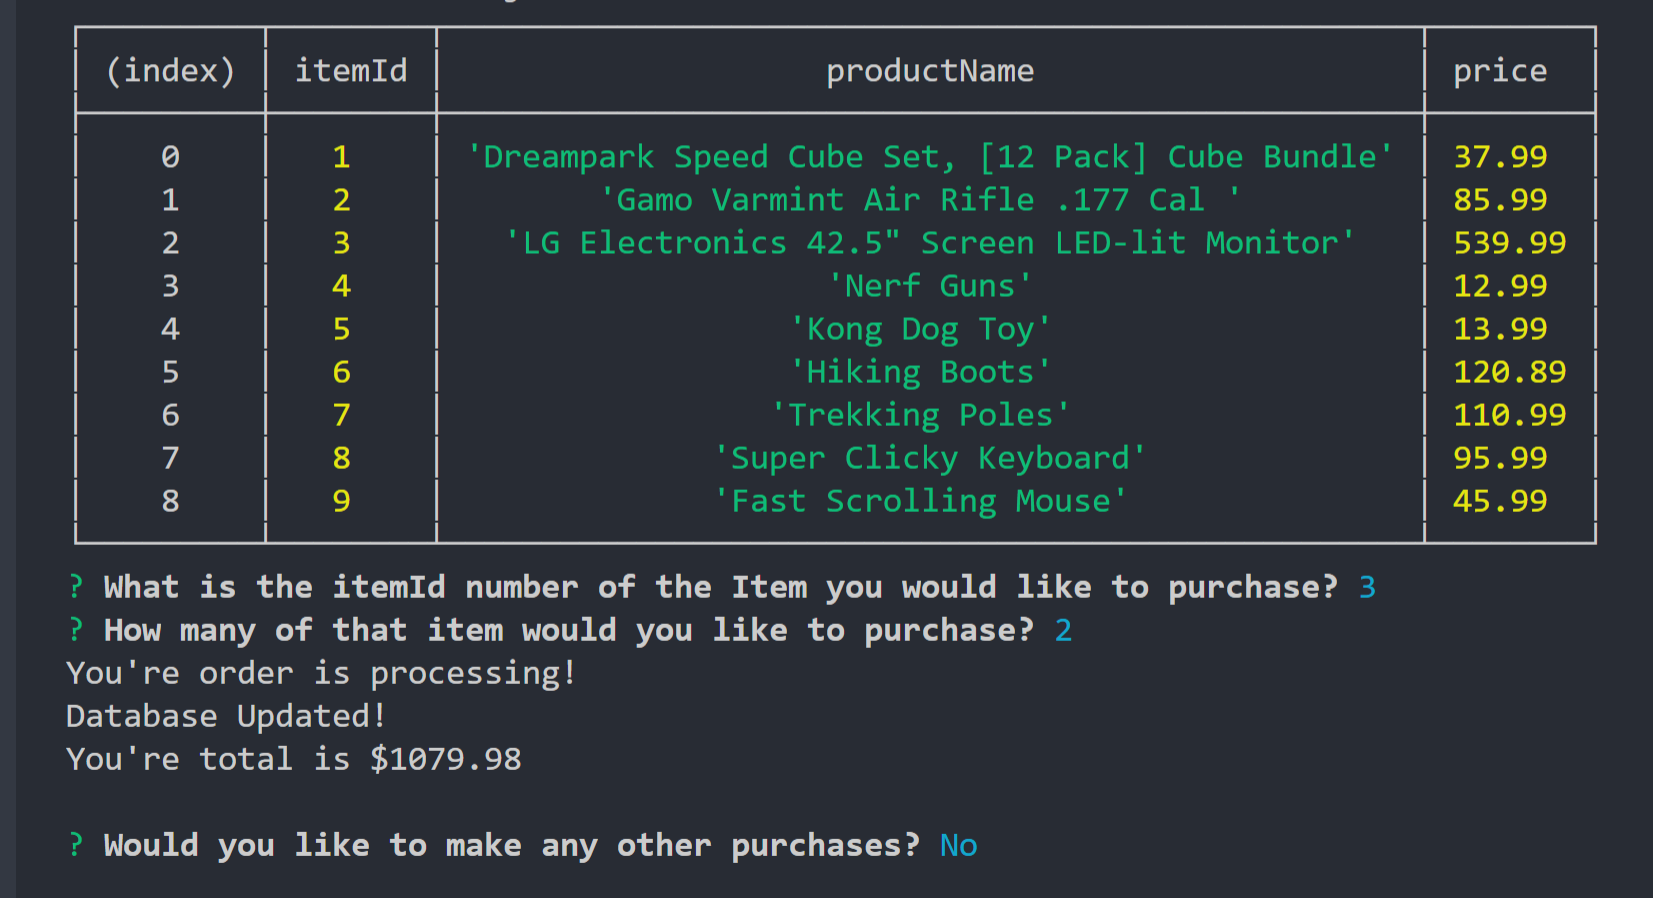 (index) itemId productName price
0 1 'Dreampark Speed Cube Set, [12 Pack] Cube Bundle' 37.99
1 2 'Gamo Varmint Air Rifle .177 Cal ' 85.99
2 3 'LG Electronics 42.5" Screen LED-lit Monitor' 539.99
3 4 'Nerf Guns' 12.99
4 5 'Kong Dog Toy' 13.99
5 6 'Hiking Boots' 120.89
6 7 'Trekking Poles' 110.99
7 8 'Super Clicky Keyboard' 95.99
8 9 'Fast Scrolling Mouse' 45.99
? What is the itemId number of the Item you would like to purchase? 3
? How many of that item would you like to purchase? 2
You're order is processing!
Database Updated!
You're total is $1079.98
? Would you like to make any other purchases? No